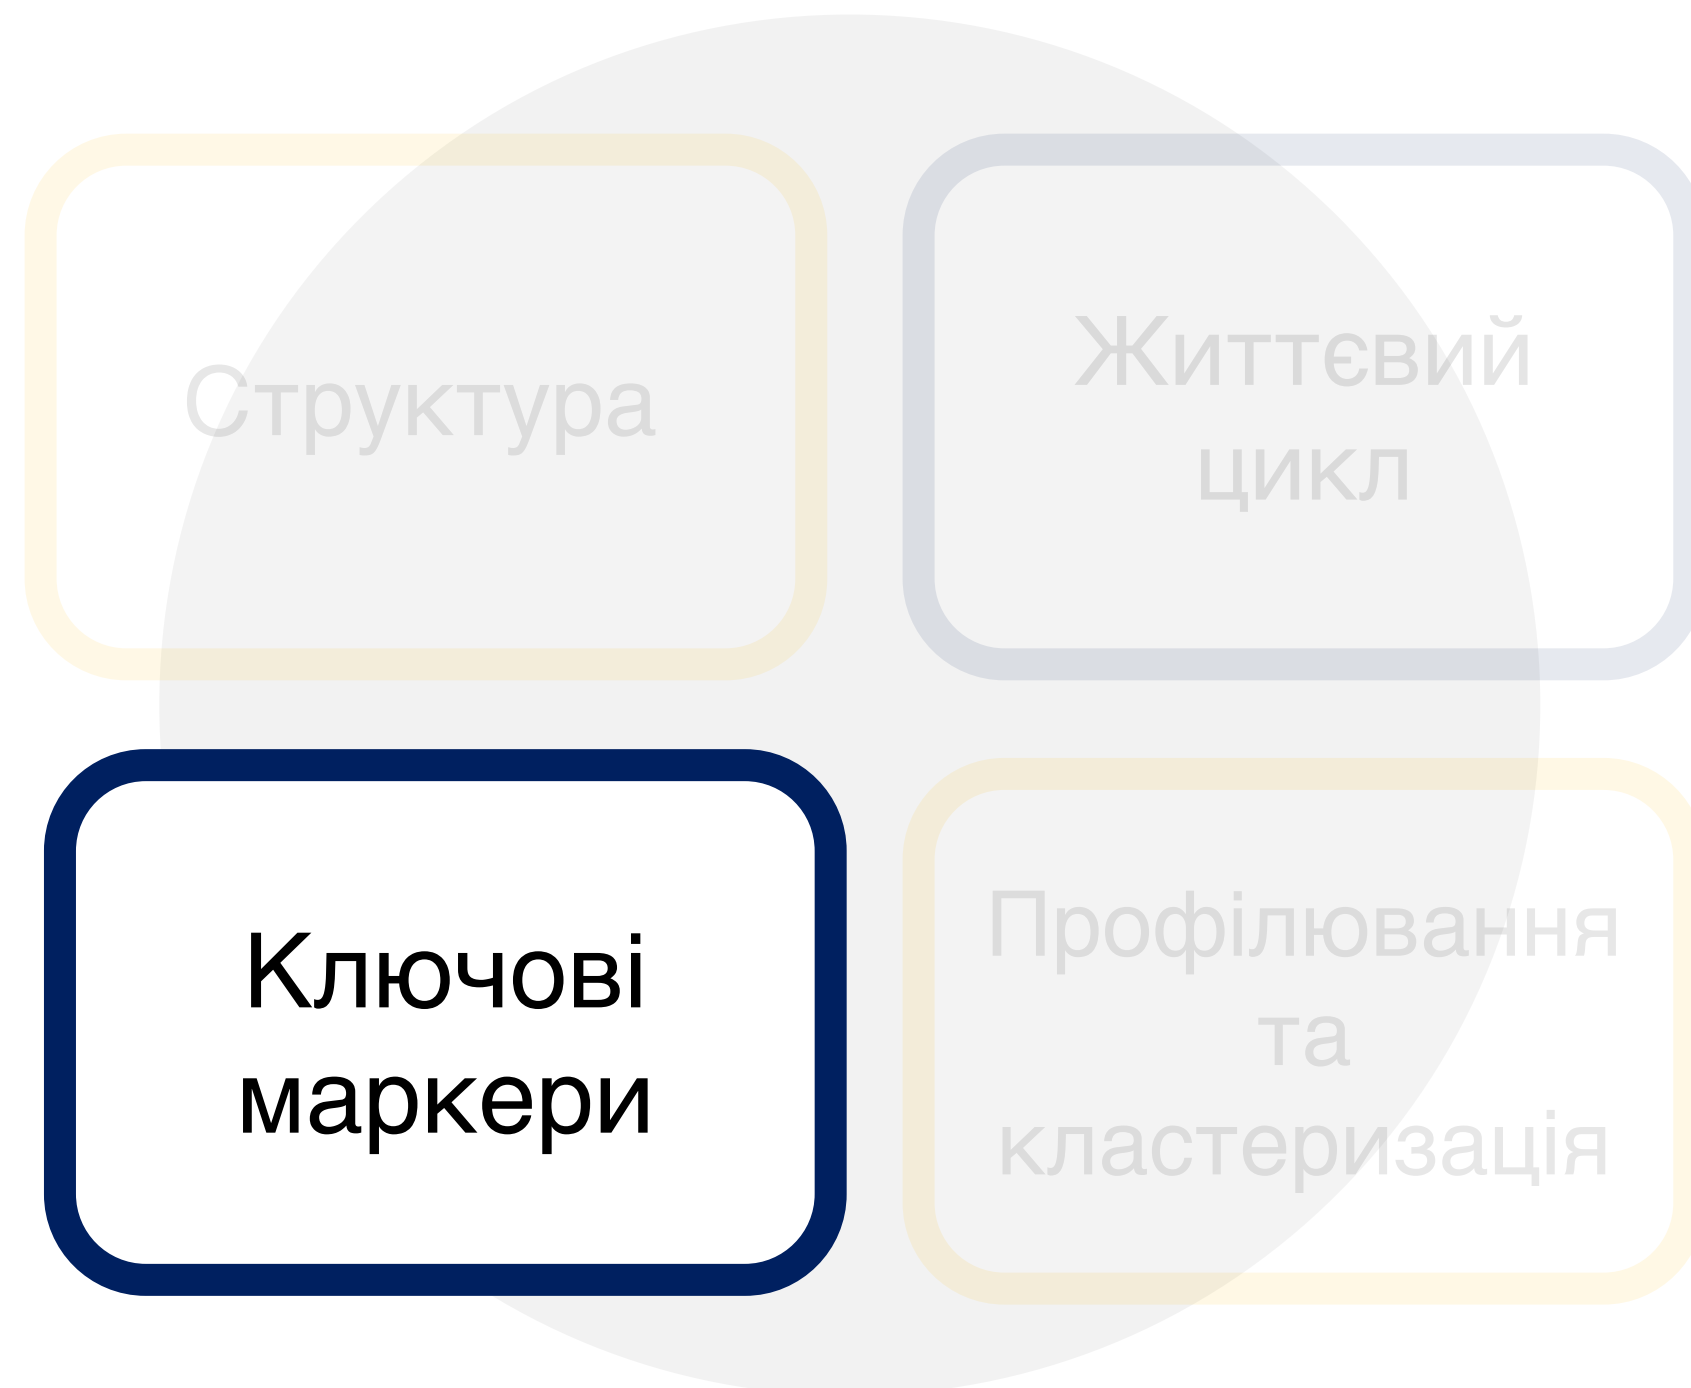 Структура
Життєвий
цикл
Ключові
маркери
Профілювання
та
кластеризація